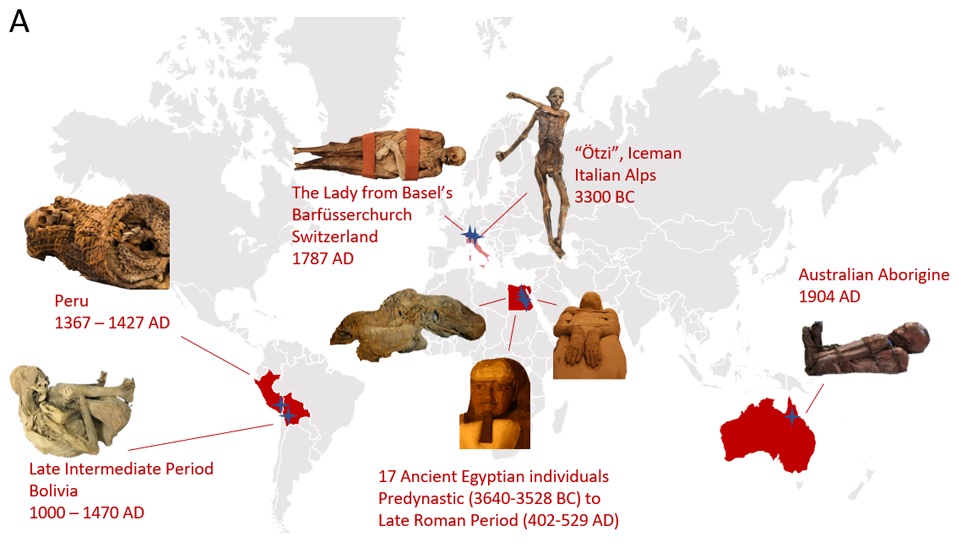 A
"Ötzi", Iceman
Italian Alps
3300 BC
The Lady from Basel's
Barfüsserchurch
Switzerland
1787 AD
Australian Aborigine
1904 AD
Peru
1367 – 1427 AD
Late Intermediate Period
Bolivia
1000 – 1470 AD
17 Ancient Egyptian individuals
Predynastic (3640-3528 BC) to
Late Roman Period (402-529 AD)